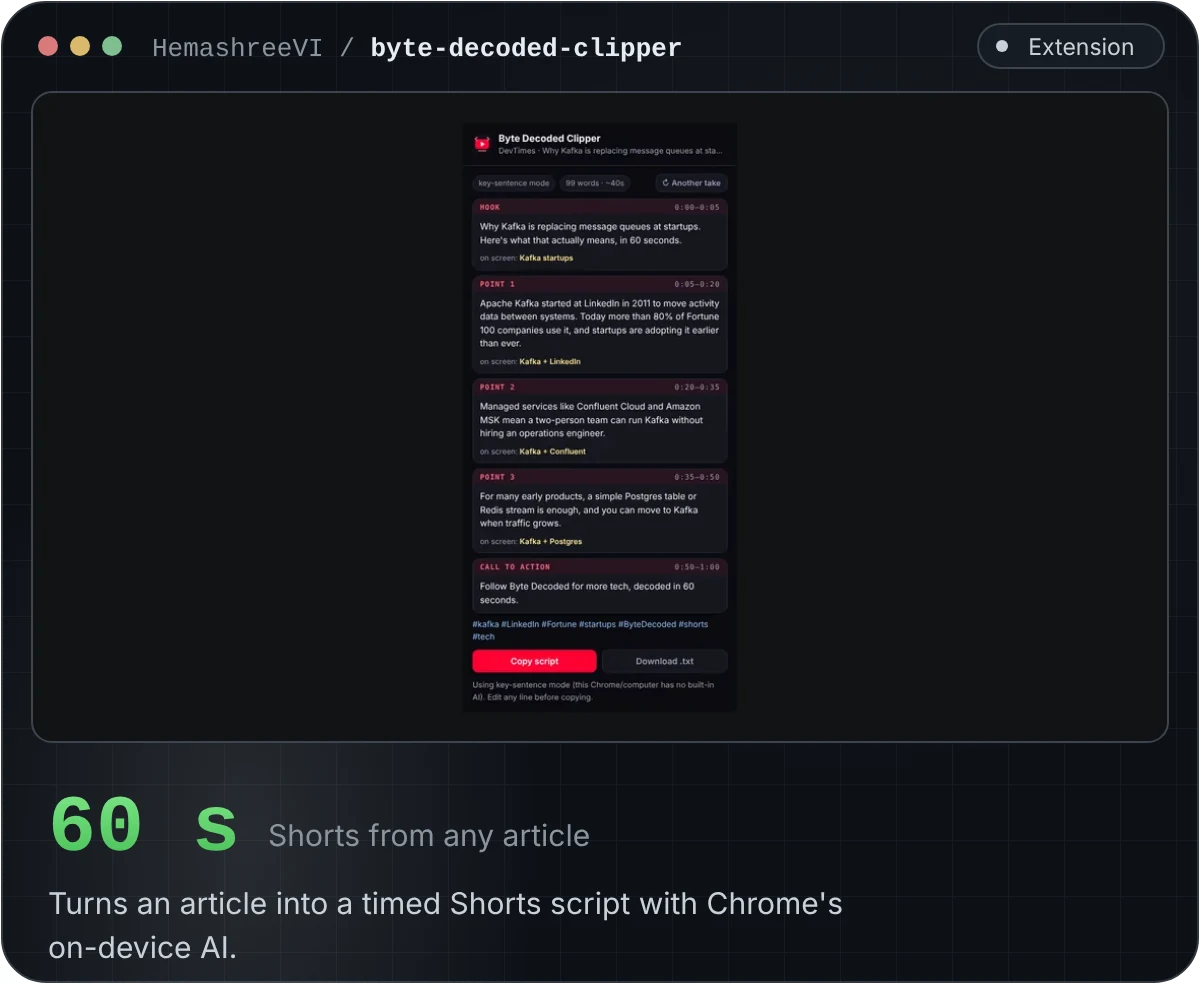 HemashreeVI / byte-decoded-clipper
Extension
Byte Decoded Clipper
DevTimes · Why Kafka is replacing message queues at sta...
key-sentence mode
99 words · ~40s
Another take
HOOK
0:00–0:05
Why Kafka is replacing message queues at startups.
Here's what that actually means, in 60 seconds.
on screen: Kafka startups
POINT 1
0:05–0:20
Apache Kafka started at LinkedIn in 2011 to move activity
data between systems. Today more than 80% of Fortune
100 companies use it, and startups are adopting it earlier
than ever.
on screen: Kafka + LinkedIn
POINT 2
0:20–0:35
Managed services like Confluent Cloud and Amazon
MSK mean a two-person team can run Kafka without
hiring an operations engineer.
on screen: Kafka + Confluent
POINT 3
0:35–0:50
For many early products, a simple Postgres table or
Redis stream is enough, and you can move to Kafka
when traffic grows.
on screen: Kafka + Postgres
CALL TO ACTION
0:50–1:00
Follow Byte Decoded for more tech, decoded in 60
seconds.
#kafka #LinkedIn #Fortune #startups #ByteDecoded #shorts
#tech
Copy script
Download .txt
Using key-sentence mode (this Chrome/computer has no built-in
AI). Edit any line before copying.
60 s Shorts from any article
Turns an article into a timed Shorts script with Chrome's
on-device AI.